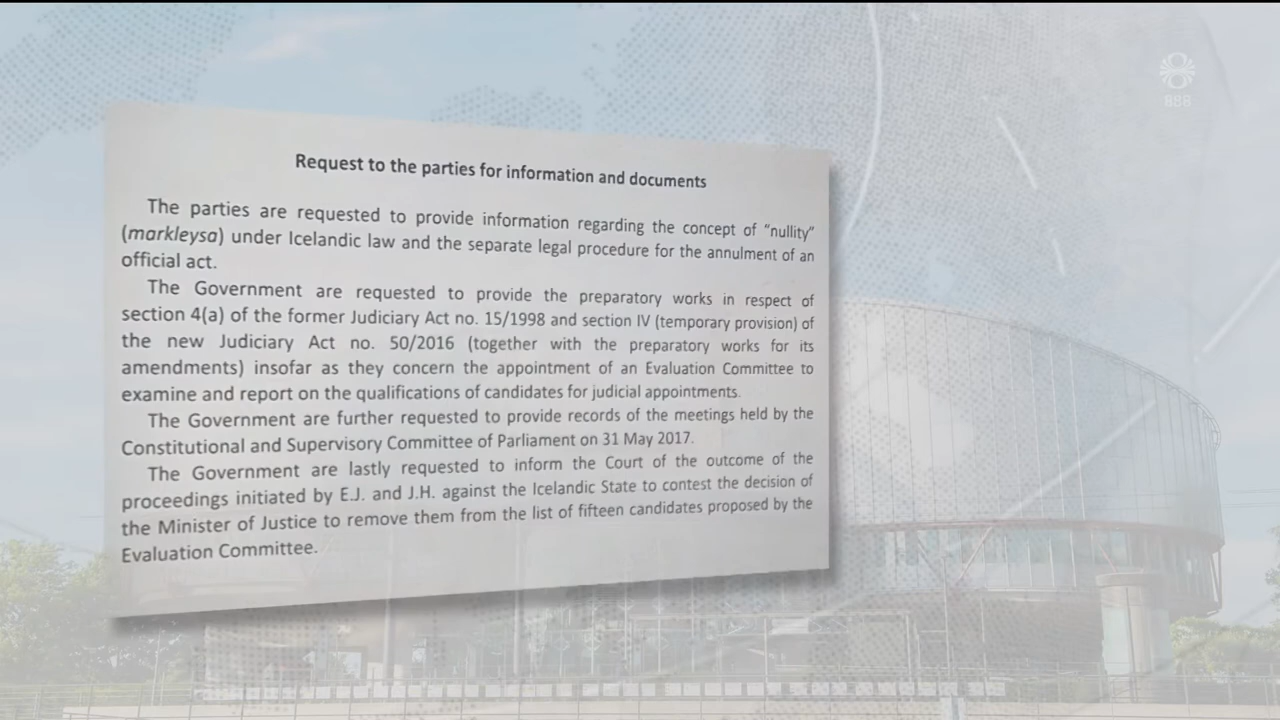 888
Request to the parties for information and documents
The parties are requested to provide information regarding the concept of "nullity"
(markleysa) under Icelandic law and the separate legal procedure for the annulment of an
official act.
The Government are requested to provide the preparatory works in respect of
section 4(a) of the former Judiciary Act no. 15/1998 and section IV (temporary provision) of
the new Judiciary Act no. 50/2016 (together with the preparatory works for its
amendments) insofar as they concern the appointment of an Evaluation Committee to
examine and report on the qualifications of candidates for judicial appointments.
The Government are further requested to provide records of the meetings held by the
Constitutional and Supervisory Committee of Parliament on 31 May 2017.
The Government are lastly requested to inform the Court of the outcome of the
proceedings initiated by E.J. and J.H. against the Icelandic State to contest the decision of
the Minister of Justice to remove them from the list of fifteen candidates proposed by the
Evaluation Committee.